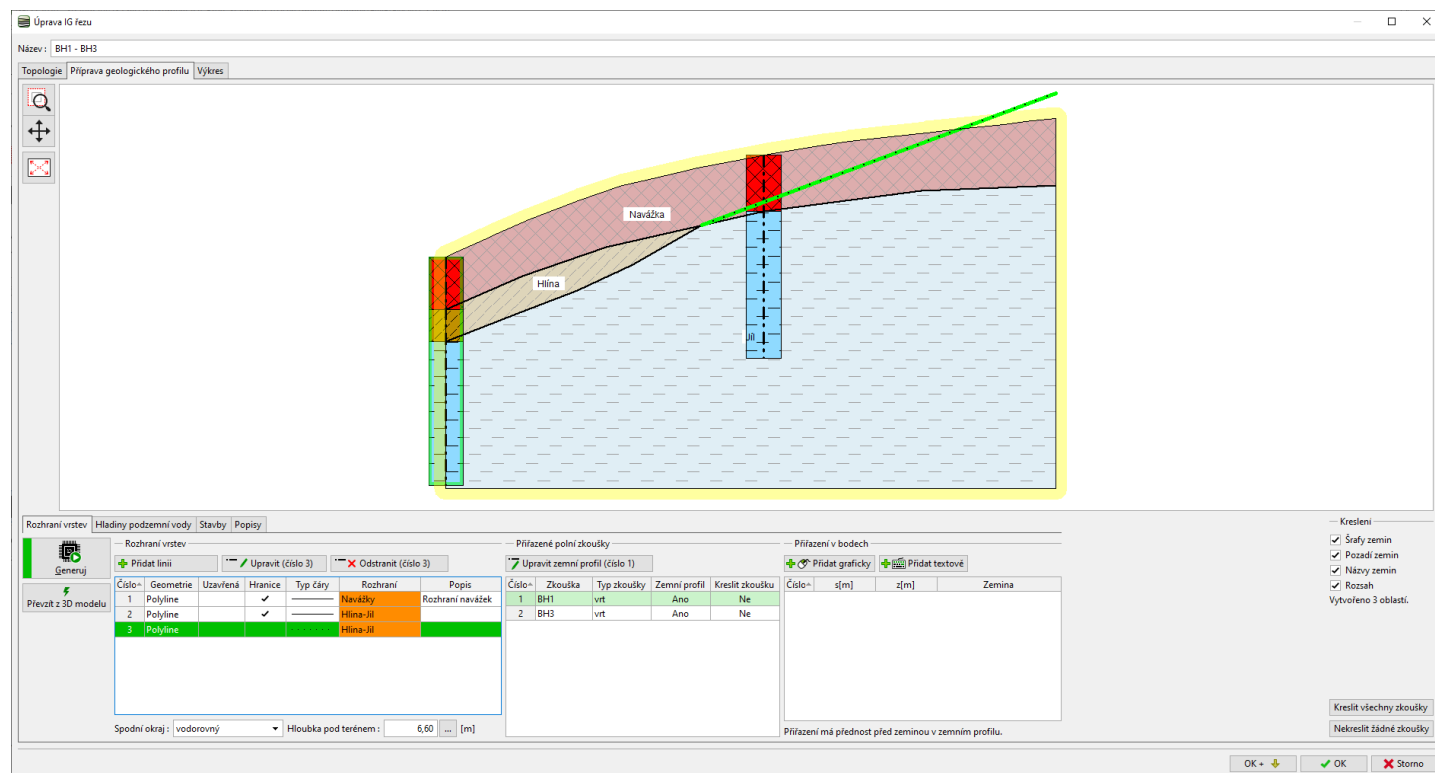 Úprava IG řezu
Název : BH1 - BH3
Topologie Příprava geologického profilu Výkres
Navážka
Hlína
Jíl
Rozhraní vrstev Hladiny podzemní vody Stavby Popisy
Generuj
Převzít z 3D modelu
Rozhraní vrstev
Přidat linii Upravit (číslo 3) Odstranit (číslo 3)
Číslo Geometrie Uzavřená Hranice Typ čáry Rozhraní Popis
1 Polyline Navážky Rozhraní navážek
2 Polyline Hlina-Jil
3 Polyline Hlina-Jil
Spodní okraj : vodorovný Hloubka pod terénem : 6,60 ... [m]
Přiřazené polní zkoušky
Upravit zemní profil (číslo 1)
Číslo Zkouška Typ zkoušky Zemní profil Kreslit zkoušku
1 BH1 vrt Ano Ne
2 BH3 vrt Ano Ne
Přiřazení v bodech
Přidat graficky Přidat textově
Číslo s[m] z[m] Zemina
Přiřazení má přednost před zeminou v zemním profilu.
Kreslení
Šrafy zemin
Pozadí zemin
Názvy zemin
Rozsah
Vytvořeno 3 oblastí.
Kreslit všechny zkoušky
Nekreslit žádné zkoušky
OK + OK Storno